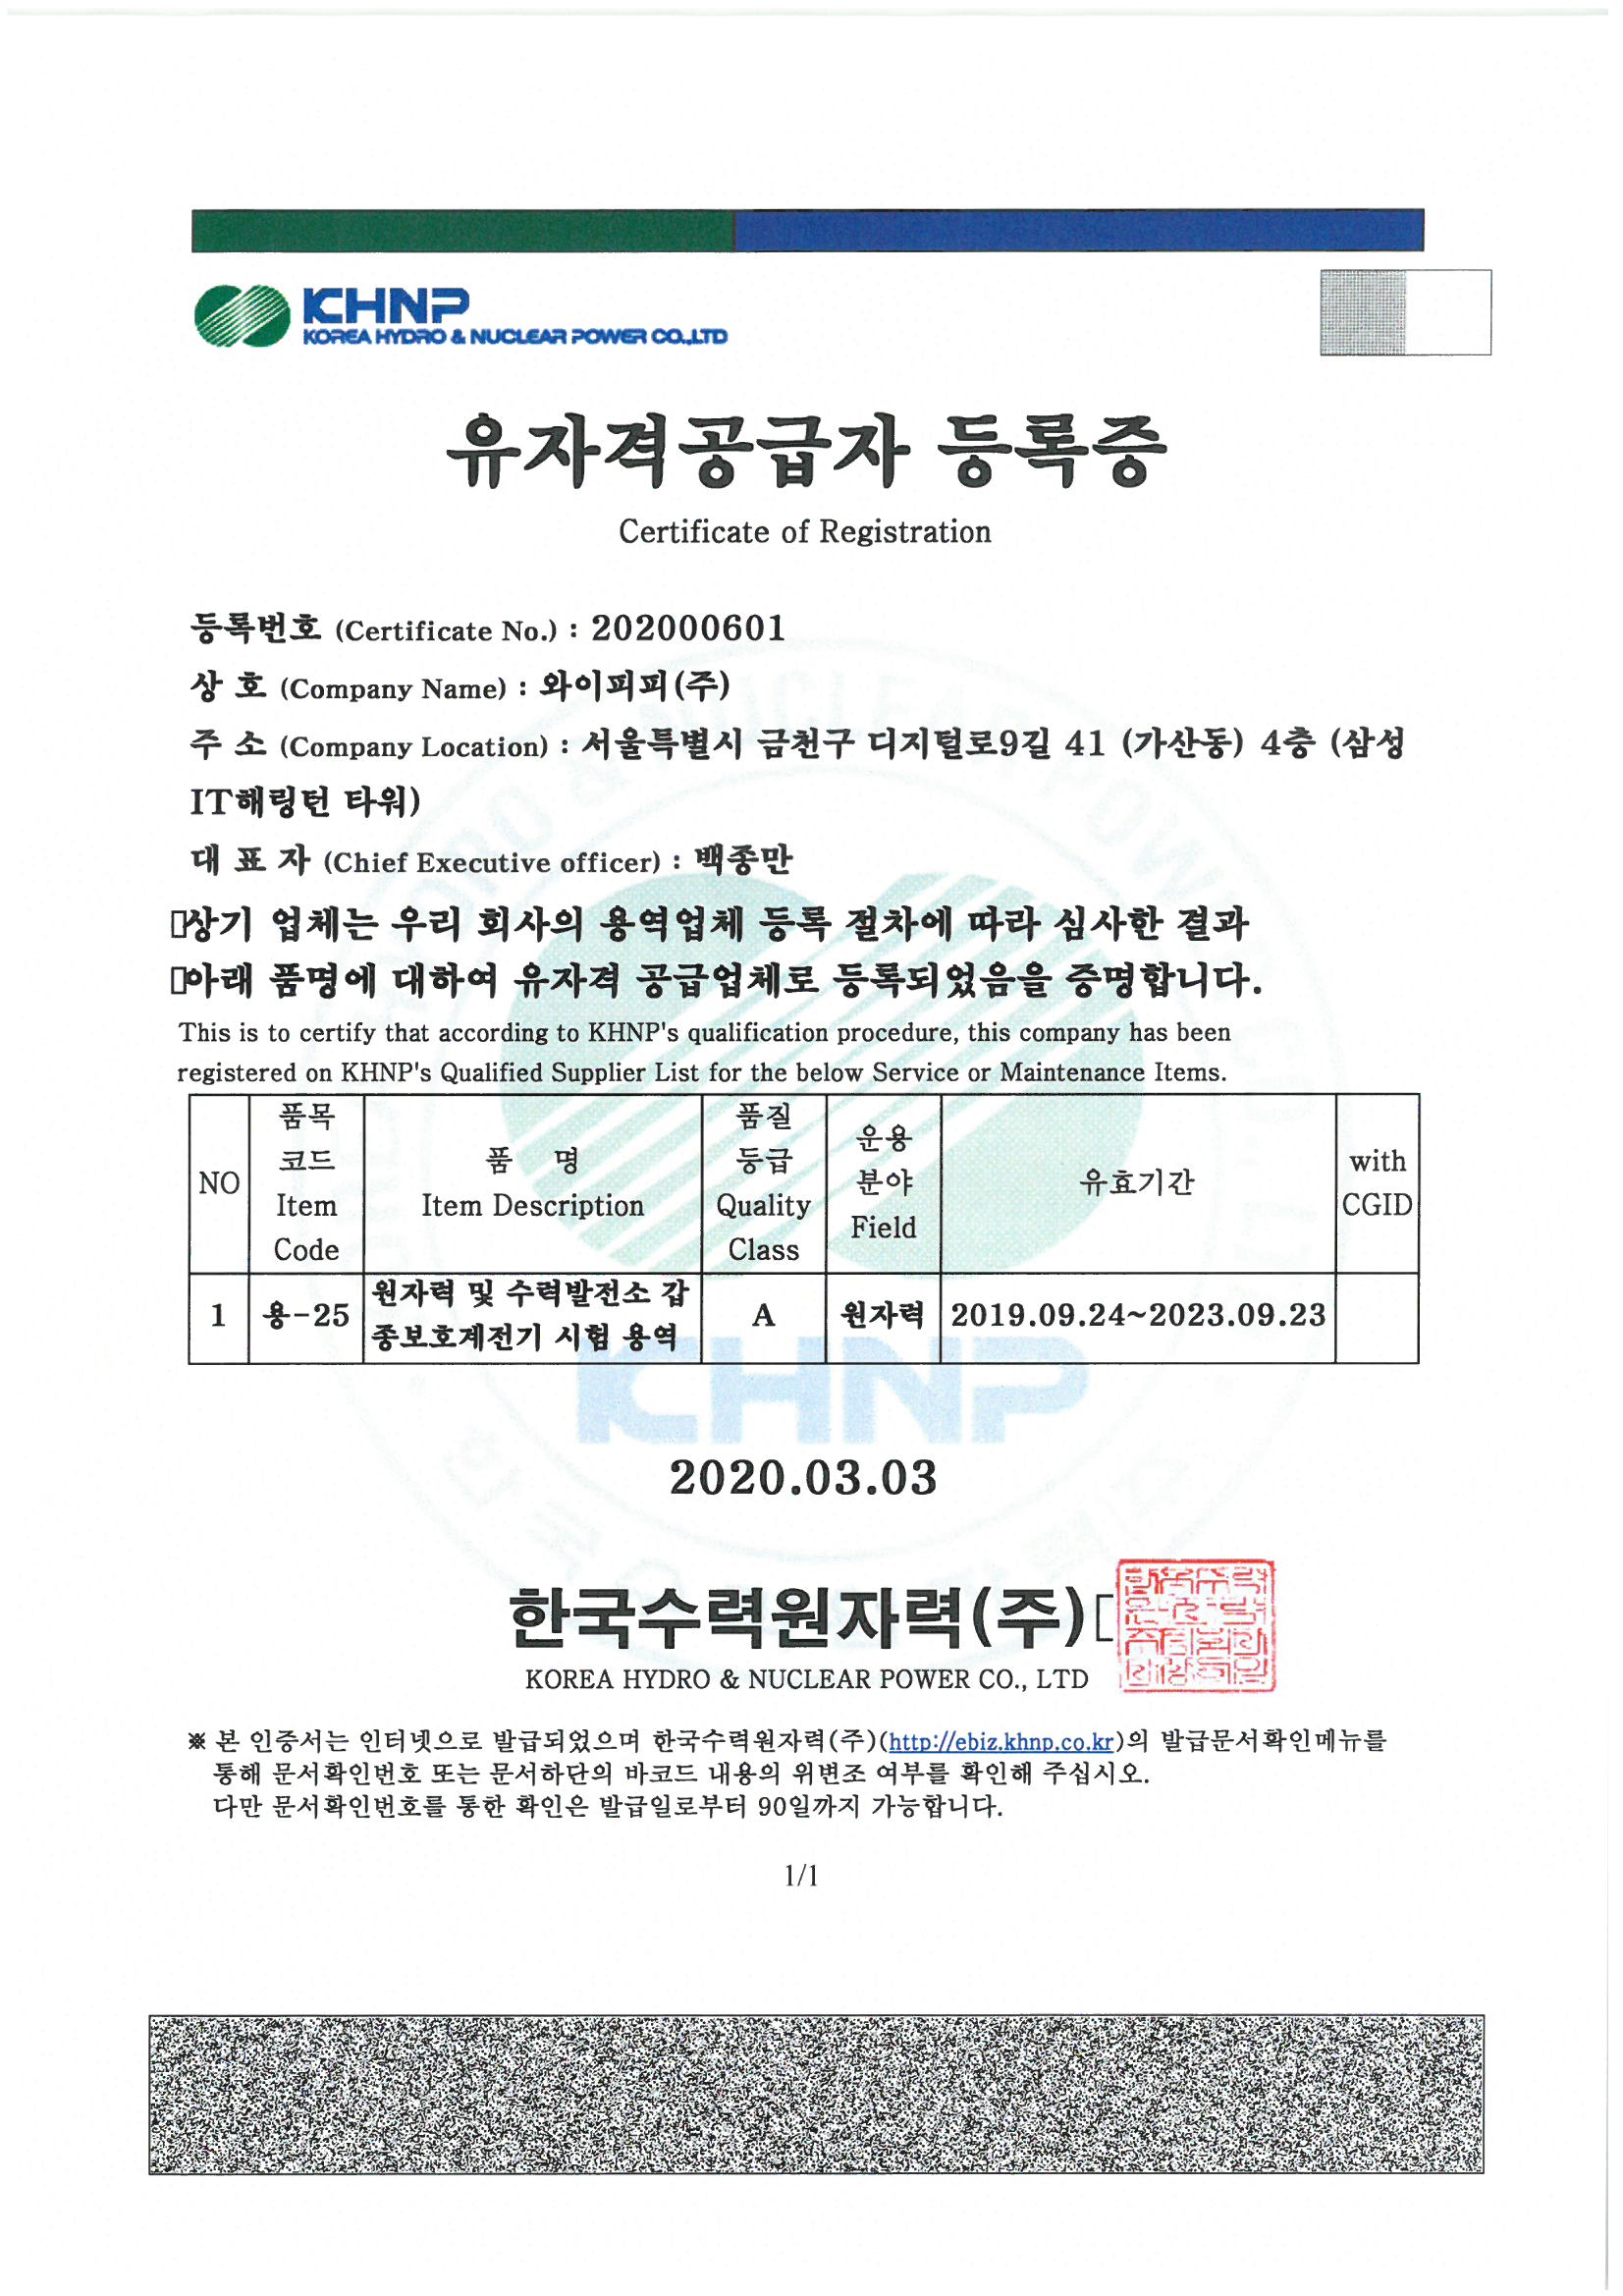 KHNP
KOREA HYDRO & NUCLEAR POWER CO.,LTD
유자격공급자 등록증
Certificate of Registration
등록번호 (Certificate No.) : 202000601
상 호 (Company Name) : 와이피피(주)
주 소 (Company Location) : 서울특별시 금천구 디지털로9길 41 (가산동) 4층 (삼성
IT해링턴 타워)
대 표 자 (Chief Executive officer) : 백종만
상기 업체는 우리 회사의 용역업체 등록 절차에 따라 심사한 결과
아래 품명에 대하여 유자격 공급업체로 등록되었음을 증명합니다.
This is to certify that according to KHNP's qualification procedure, this company has been
registered on KHNP's Qualified Supplier List for the below Service or Maintenance Items.
NO 품목 코드 Item Code 품 명 Item Description 품질 등급 Quality Class 운용 분야 Field 유효기간 with CGID
1 용-25 원자력 및 수력발전소 갑종보호계전기 시험 용역 A 원자력 2019.09.24~2023.09.23
KHNP
2020.03.03
한국수력원자력(주)
KOREA HYDRO & NUCLEAR POWER CO., LTD
※ 본 인증서는 인터넷으로 발급되었으며 한국수력원자력(주)(http://ebiz.khnp.co.kr)의 발급문서확인메뉴를
통해 문서확인번호 또는 문서하단의 바코드 내용의 위변조 여부를 확인해 주십시오.
다만 문서확인번호를 통한 확인은 발급일로부터 90일까지 가능합니다.
1/1